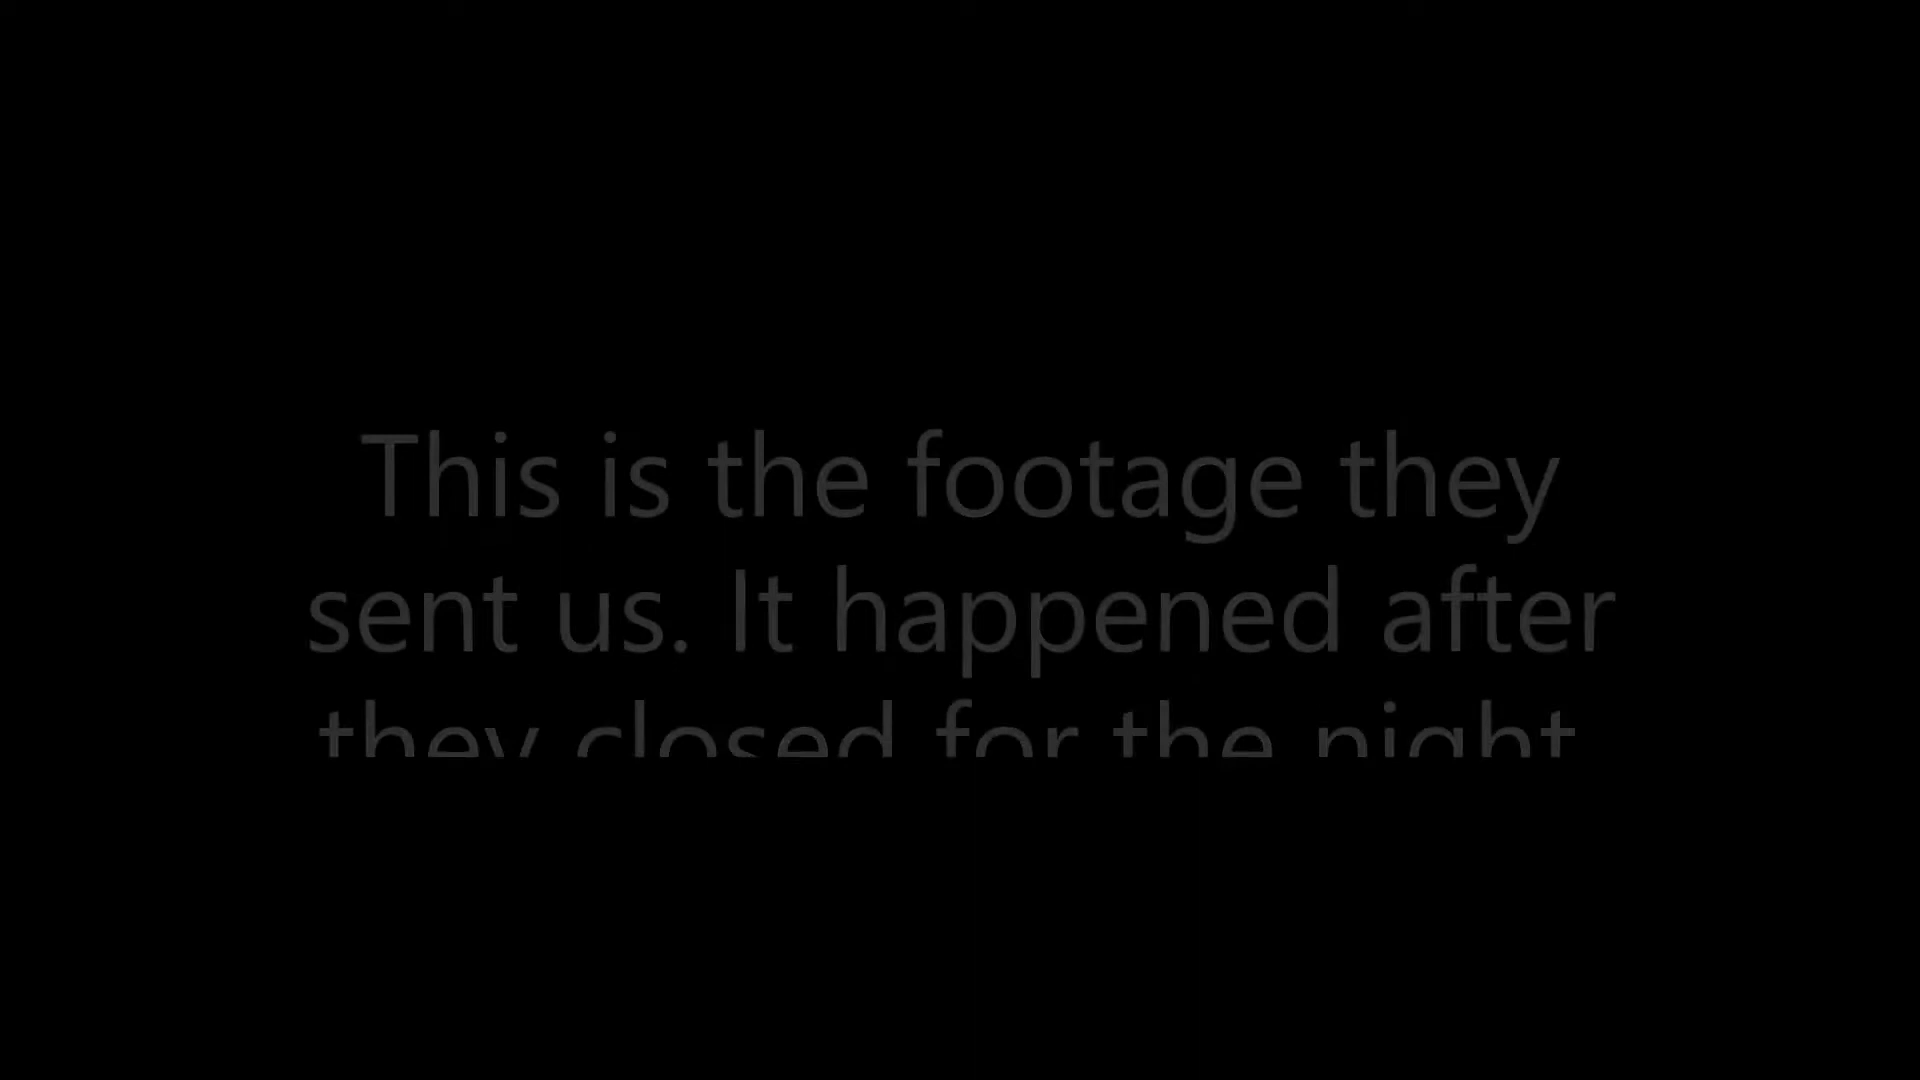 This is the footage they
sent us. It happened after
they closed for the night